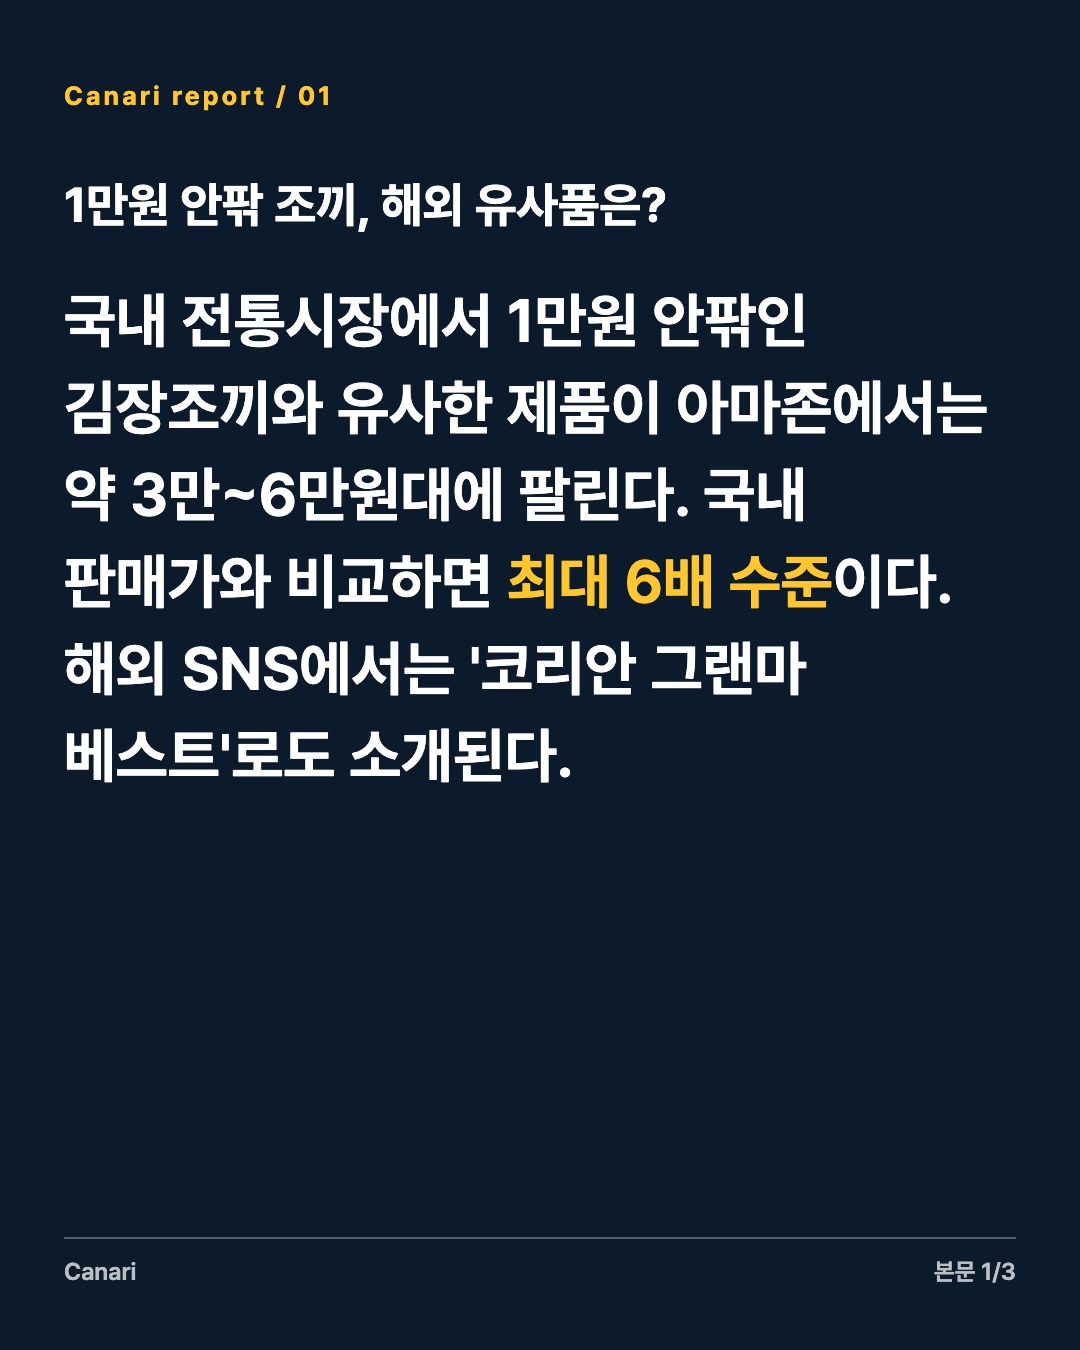 Canari report / 01
1만원 안팎 조끼, 해외 유사품은?
국내 전통시장에서 1만원 안팎인
김장조끼와 유사한 제품이 아마존에서는
약 3만~6만원대에 팔린다. 국내
판매가와 비교하면 최대 6배 수준이다.
해외 SNS에서는 '코리안 그랜마
베스트'로도 소개된다.
Canari
본문 1/3